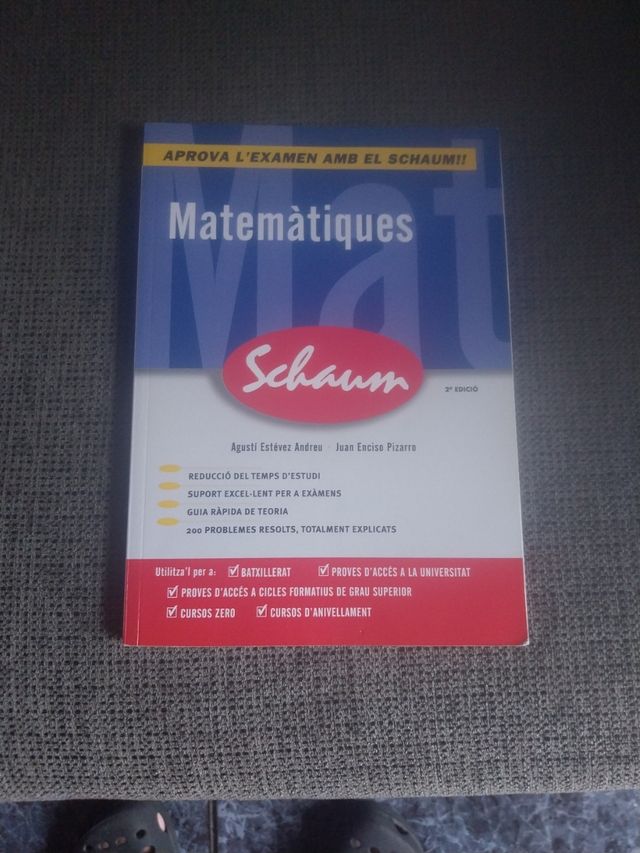 APROVA L'EXAMEN AMB EL SCHAUM!!
Mat
Matemàtiques
Schaum
2ª EDICIÓ
Agustí Estévez Andreu · Juan Enciso Pizarro
REDUCCIÓ DEL TEMPS D'ESTUDI
SUPORT EXCEL·LENT PER A EXÀMENS
GUIA RÀPIDA DE TEORIA
200 PROBLEMES RESOLTS, TOTALMENT EXPLICATS
Utilitza'l per a: BATXILLERAT PROVES D'ACCÉS A LA UNIVERSITAT
PROVES D'ACCÉS A CICLES FORMATIUS DE GRAU SUPERIOR
CURSOS ZERO CURSOS D'ANIVELLAMENT